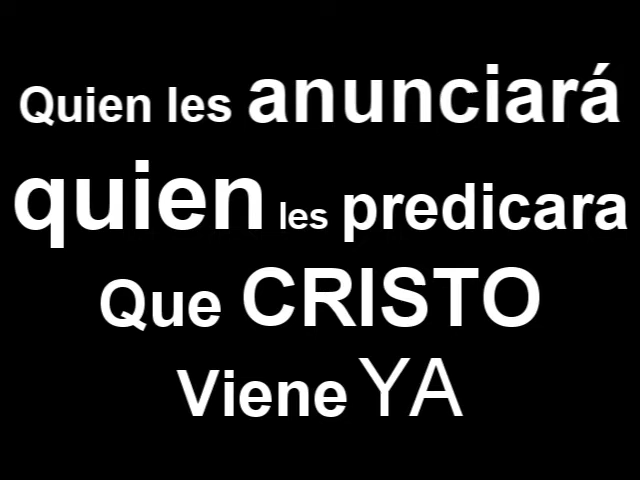 Quien les anunciará
quien les predicara
Que CRISTO
Viene YA